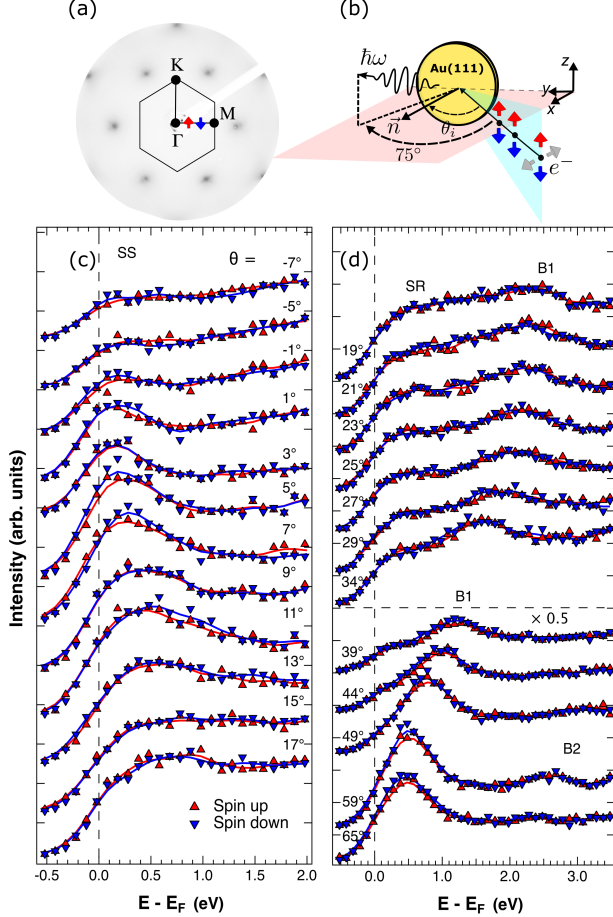 (a)
K
M
Γ
(b)
ħω
Au(111)
z
y
x
n
θi
75°
e−
(c)
SS
θ =
-7°
-5°
-1°
1°
3°
5°
7°
9°
11°
13°
15°
17°
Spin up
Spin down
Intensity (arb. units)
-0.5
0.0
0.5
1.0
1.5
2.0
E - EF (eV)
(d)
SR
B1
19°
21°
23°
25°
27°
29°
34°
B1
× 0.5
39°
44°
49°
B2
59°
65°
0.0
1.0
2.0
3.0
E - EF (eV)